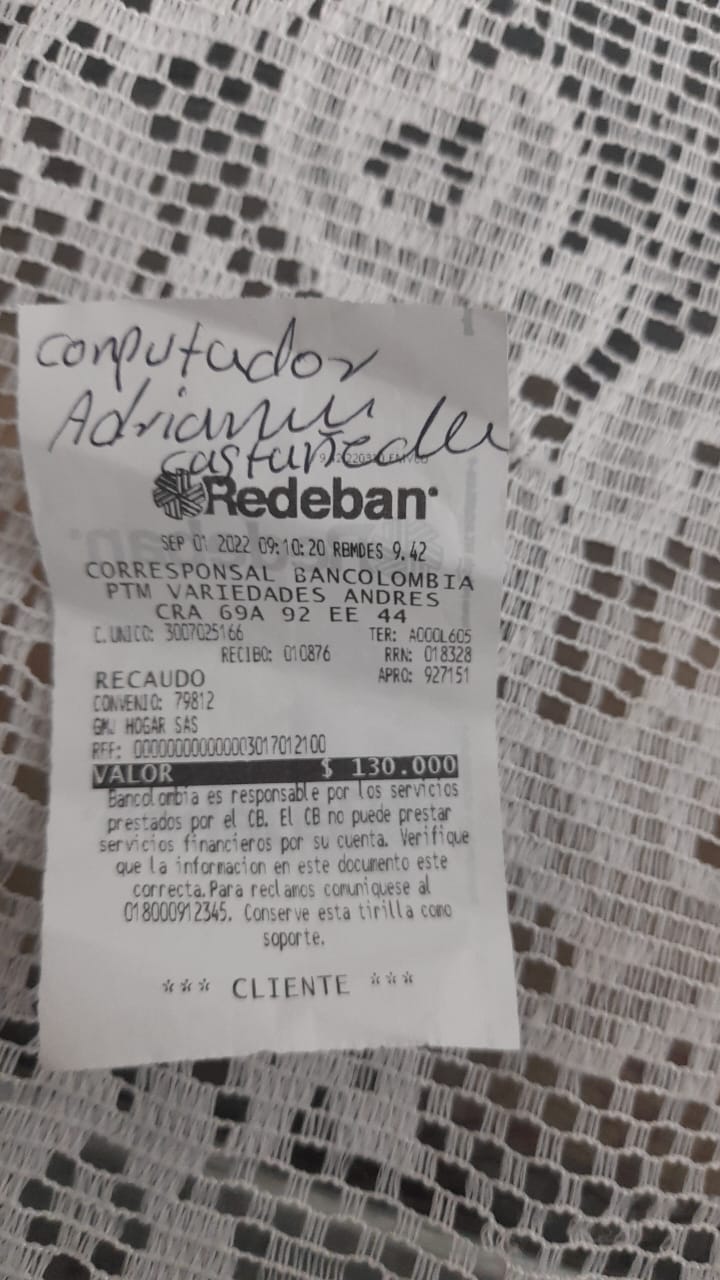 computador
Adriana
castañeda
Redeban
SEP 01 2022 09:10:20 RBMDES 9.42
CORRESPONSAL BANCOLOMBIA
PTM VARIEDADES ANDRES
CRA 69A 92 EE 44
C. UNICO: 3007025166 TER: A000L605
RECIBO: 010876 RRN: 018328
RECAUDO APRO: 927151
CONVENIO: 79812
GMJ HOGAR SAS
REF: 0000000000000003017012100
VALOR $ 130.000
Bancolombia es responsable por los servicios
prestados por el CB. El CB no puede prestar
servicios financieros por su cuenta. Verifique
que la informacion en este documento este
correcta. Para reclamos comuniquese al
018000912345. Conserve esta tirilla como
soporte.
*** CLIENTE ***